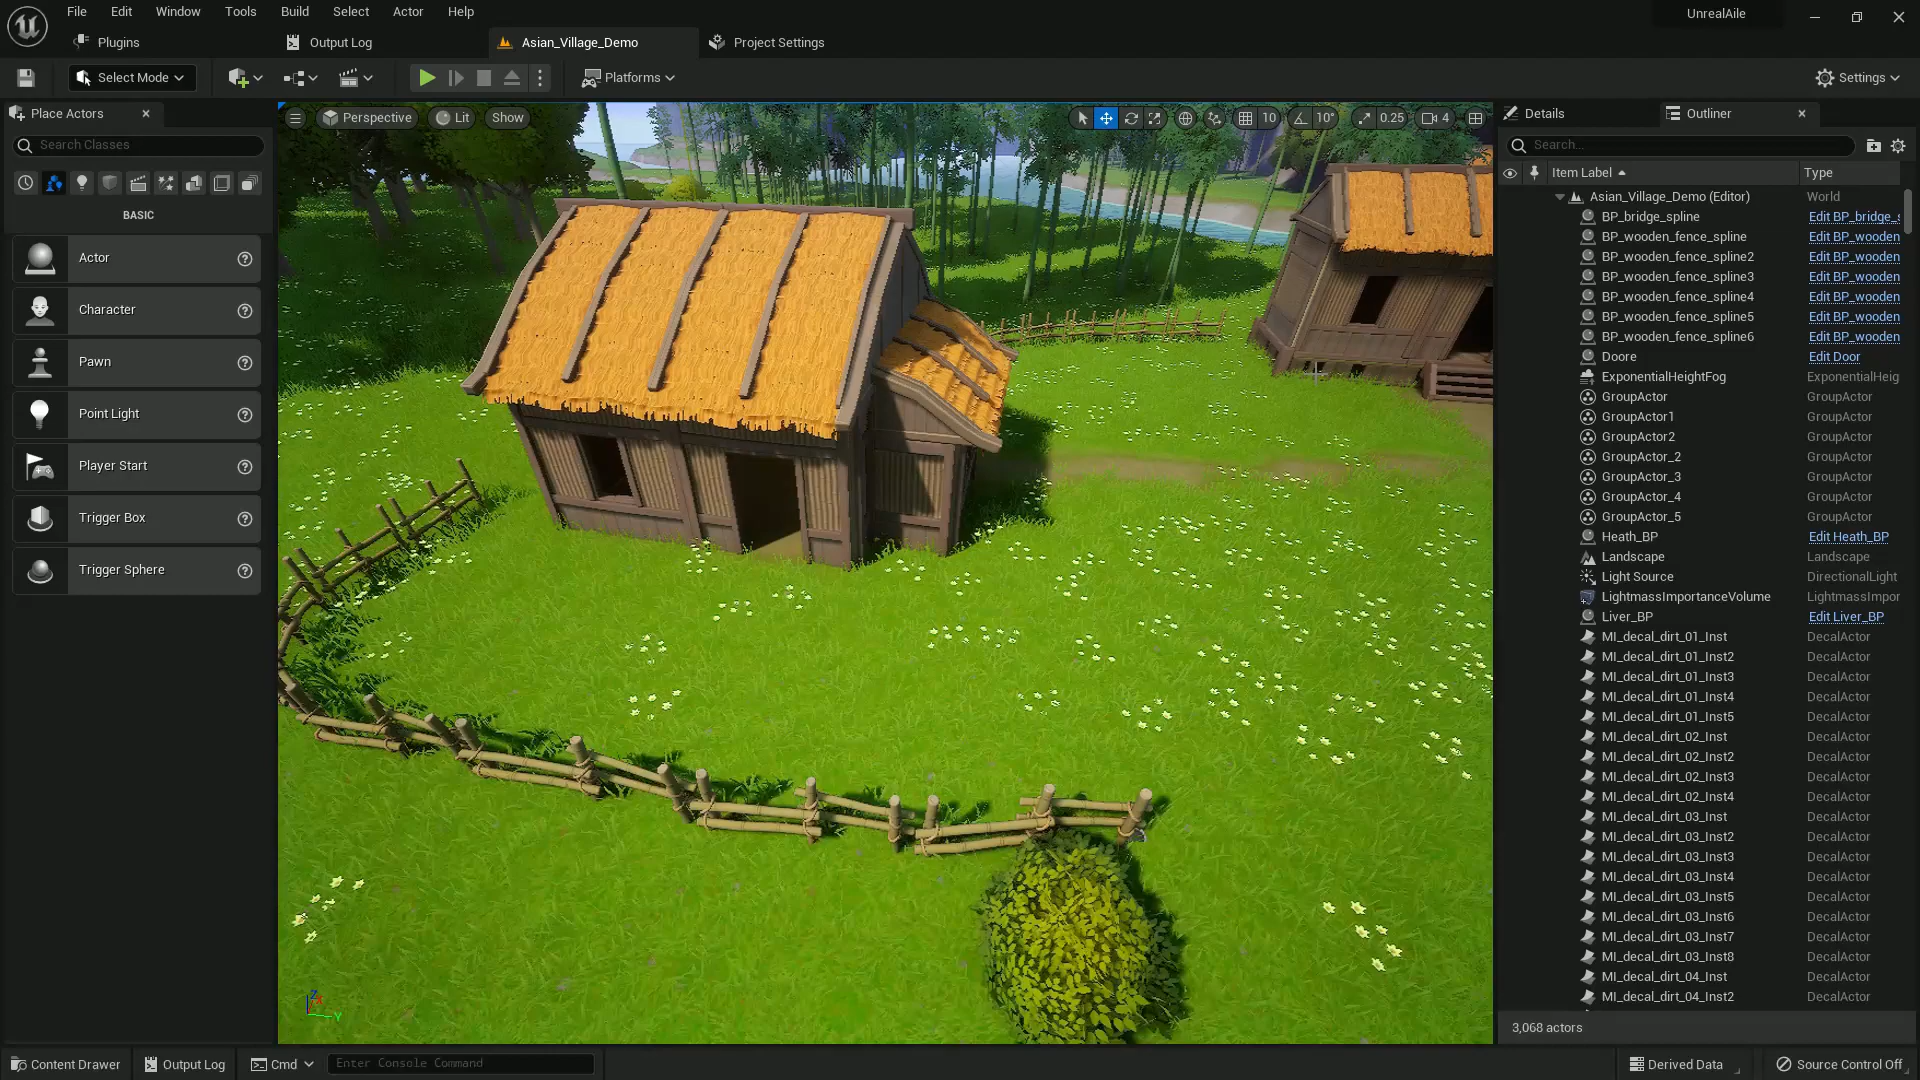 File Edit Window Tools Build Select Actor Help
UnrealAile
Plugins
Output Log
Asian_Village_Demo
Project Settings
Select Mode
Platforms
Settings
Place Actors
Search Classes
BASIC
Actor
Character
Pawn
Point Light
Player Start
Trigger Box
Trigger Sphere
Perspective Lit Show
10 10° 0.25 4
Z
Y
Details
Outliner
Search...
Item Label Type
Asian_Village_Demo (Editor) World
BP_bridge_spline Edit BP_bridge_s
BP_wooden_fence_spline Edit BP_wooden
BP_wooden_fence_spline2 Edit BP_wooden
BP_wooden_fence_spline3 Edit BP_wooden
BP_wooden_fence_spline4 Edit BP_wooden
BP_wooden_fence_spline5 Edit BP_wooden
BP_wooden_fence_spline6 Edit BP_wooden
Doore Edit Door
ExponentialHeightFog ExponentialHeig
GroupActor GroupActor
GroupActor1 GroupActor
GroupActor2 GroupActor
GroupActor_2 GroupActor
GroupActor_3 GroupActor
GroupActor_4 GroupActor
GroupActor_5 GroupActor
Heath_BP Edit Heath_BP
Landscape Landscape
Light Source DirectionalLight
LightmassImportanceVolume LightmassImpor
Liver_BP Edit Liver_BP
MI_decal_dirt_01_Inst DecalActor
MI_decal_dirt_01_Inst2 DecalActor
MI_decal_dirt_01_Inst3 DecalActor
MI_decal_dirt_01_Inst4 DecalActor
MI_decal_dirt_01_Inst5 DecalActor
MI_decal_dirt_02_Inst DecalActor
MI_decal_dirt_02_Inst2 DecalActor
MI_decal_dirt_02_Inst3 DecalActor
MI_decal_dirt_02_Inst4 DecalActor
MI_decal_dirt_03_Inst DecalActor
MI_decal_dirt_03_Inst2 DecalActor
MI_decal_dirt_03_Inst3 DecalActor
MI_decal_dirt_03_Inst4 DecalActor
MI_decal_dirt_03_Inst5 DecalActor
MI_decal_dirt_03_Inst6 DecalActor
MI_decal_dirt_03_Inst7 DecalActor
MI_decal_dirt_03_Inst8 DecalActor
MI_decal_dirt_04_Inst DecalActor
MI_decal_dirt_04_Inst2 DecalActor
3,068 actors
Content Drawer
Output Log
Cmd
Enter Console Command
Derived Data
Source Control Off